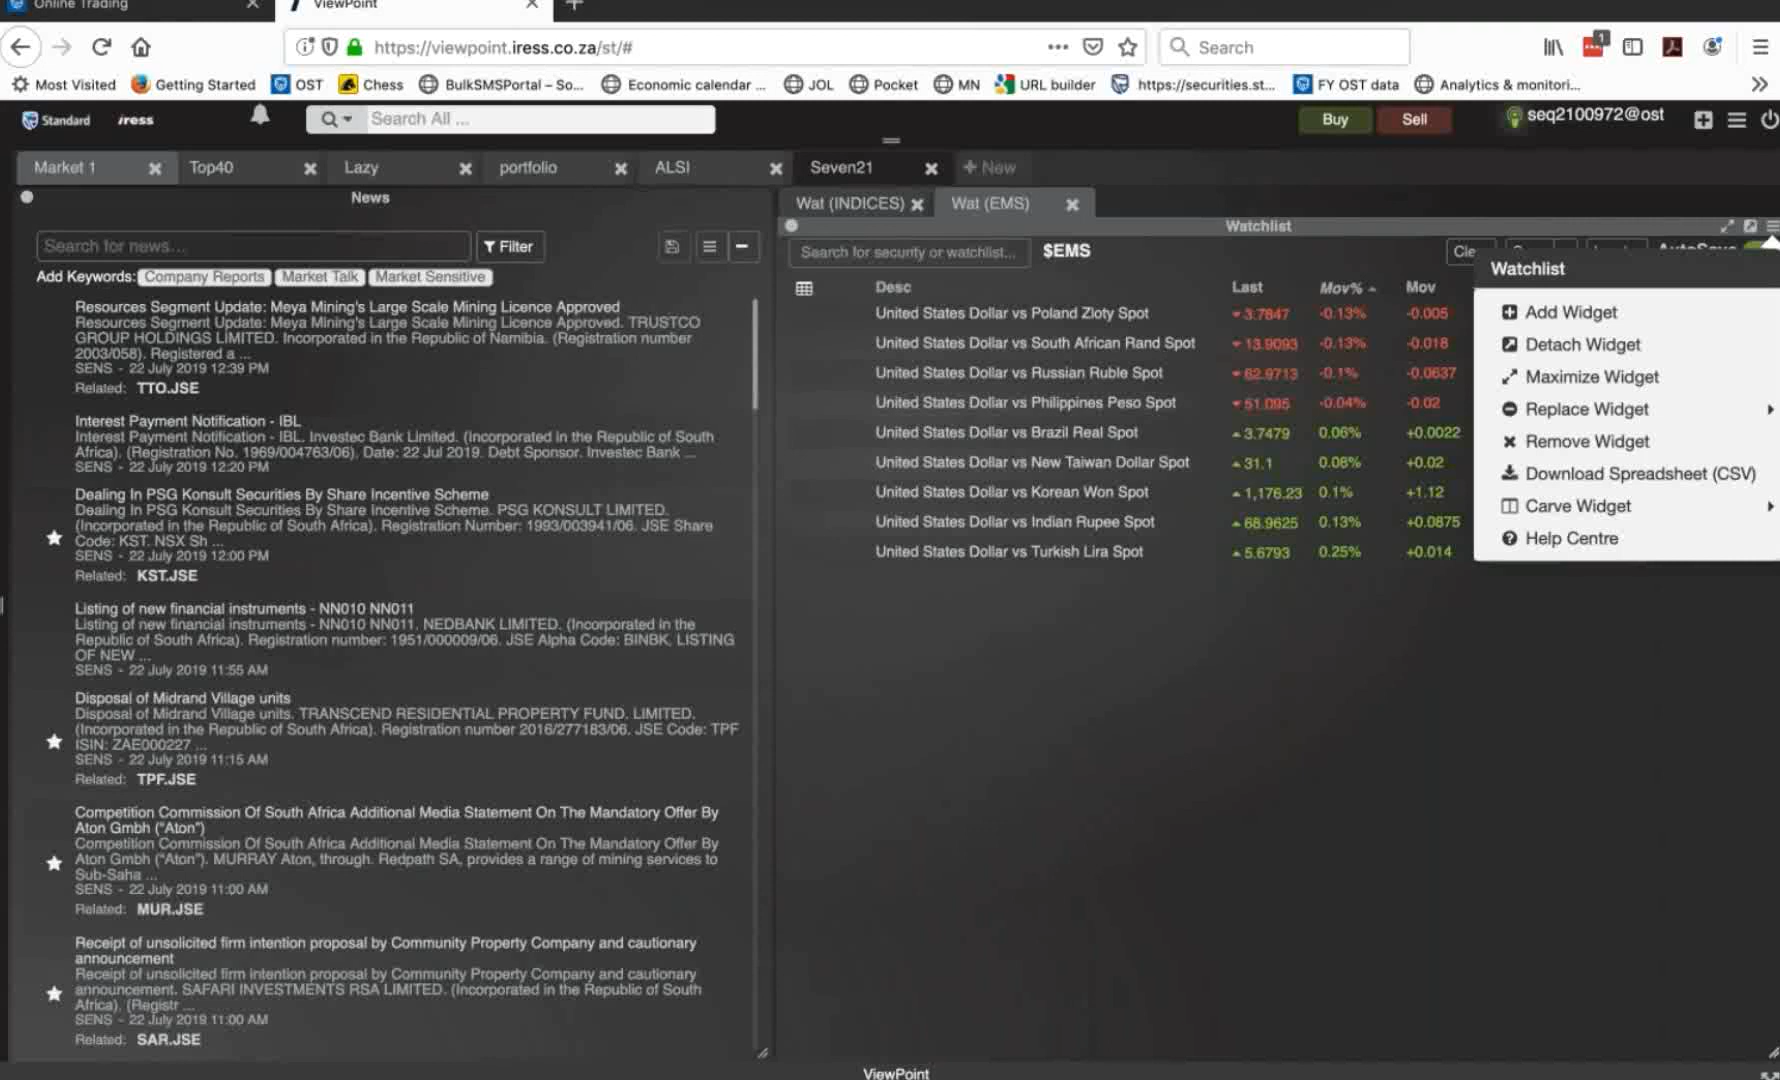 Online Trading
ViewPoint
https://viewpoint.iress.co.za/st/#
Search
1
Most Visited
Getting Started
OST
Chess
BulkSMSPortal – So...
Economic calendar ...
JOL
Pocket
MN
URL builder
https://securities.st...
FY OST data
Analytics & monitori...
Standard
iress
Search All ...
Buy
Sell
seq2100972@ost
Market 1
Top40
Lazy
portfolio
ALSI
Seven21
New
News
Search for news...
Filter
Add Keywords: Company Reports Market Talk Market Sensitive
Resources Segment Update: Meya Mining's Large Scale Mining Licence Approved
Resources Segment Update: Meya Mining's Large Scale Mining Licence Approved. TRUSTCO
GROUP HOLDINGS LIMITED. Incorporated in the Republic of Namibia. (Registration number
2003/058). Registered a ...
SENS - 22 July 2019 12:39 PM
Related: TTO.JSE
Interest Payment Notification - IBL
Interest Payment Notification - IBL. Investec Bank Limited. (Incorporated in the Republic of South
Africa). (Registration No. 1969/004763/06). Date: 22 Jul 2019. Debt Sponsor. Investec Bank ...
SENS - 22 July 2019 12:20 PM
Dealing In PSG Konsult Securities By Share Incentive Scheme
Dealing In PSG Konsult Securities By Share Incentive Scheme. PSG KONSULT LIMITED.
(Incorporated in the Republic of South Africa). Registration Number: 1993/003941/06. JSE Share
Code: KST. NSX Sh ...
SENS - 22 July 2019 12:00 PM
Related: KST.JSE
Listing of new financial instruments - NN010 NN011
Listing of new financial instruments - NN010 NN011. NEDBANK LIMITED. (Incorporated in the
Republic of South Africa). Registration number: 1951/000009/06. JSE Alpha Code: BINBK. LISTING
OF NEW ...
SENS - 22 July 2019 11:55 AM
Disposal of Midrand Village units
Disposal of Midrand Village units. TRANSCEND RESIDENTIAL PROPERTY FUND. LIMITED.
(Incorporated in the Republic of South Africa). Registration number 2016/277183/06. JSE Code: TPF
ISIN: ZAE000227 ...
SENS - 22 July 2019 11:15 AM
Related: TPF.JSE
Competition Commission Of South Africa Additional Media Statement On The Mandatory Offer By
Aton Gmbh ("Aton")
Competition Commission Of South Africa Additional Media Statement On The Mandatory Offer By
Aton Gmbh ("Aton"). MURRAY Aton, through. Redpath SA, provides a range of mining services to
Sub-Saha ...
SENS - 22 July 2019 11:00 AM
Related: MUR.JSE
Receipt of unsolicited firm intention proposal by Community Property Company and cautionary
announcement
Receipt of unsolicited firm intention proposal by Community Property Company and cautionary
announcement. SAFARI INVESTMENTS RSA LIMITED. (Incorporated in the Republic of South
Africa). (Registr ...
SENS - 22 July 2019 11:00 AM
Related: SAR.JSE
Wat (INDICES)
Wat (EMS)
Watchlist
Search for security or watchlist...
$EMS
Cle
Desc Last Mov% Mov
United States Dollar vs Poland Zloty Spot 3.7847 -0.13% -0.005
United States Dollar vs South African Rand Spot 13.9093 -0.13% -0.018
United States Dollar vs Russian Ruble Spot 62.9713 -0.1% -0.0637
United States Dollar vs Philippines Peso Spot 51.095 -0.04% -0.02
United States Dollar vs Brazil Real Spot 3.7479 0.06% +0.0022
United States Dollar vs New Taiwan Dollar Spot 31.1 0.06% +0.02
United States Dollar vs Korean Won Spot 1,176.23 0.1% +1.12
United States Dollar vs Indian Rupee Spot 68.9625 0.13% +0.0875
United States Dollar vs Turkish Lira Spot 5.6793 0.25% +0.014
Watchlist
Add Widget
Detach Widget
Maximize Widget
Replace Widget
Remove Widget
Download Spreadsheet (CSV)
Carve Widget
Help Centre
ViewPoint